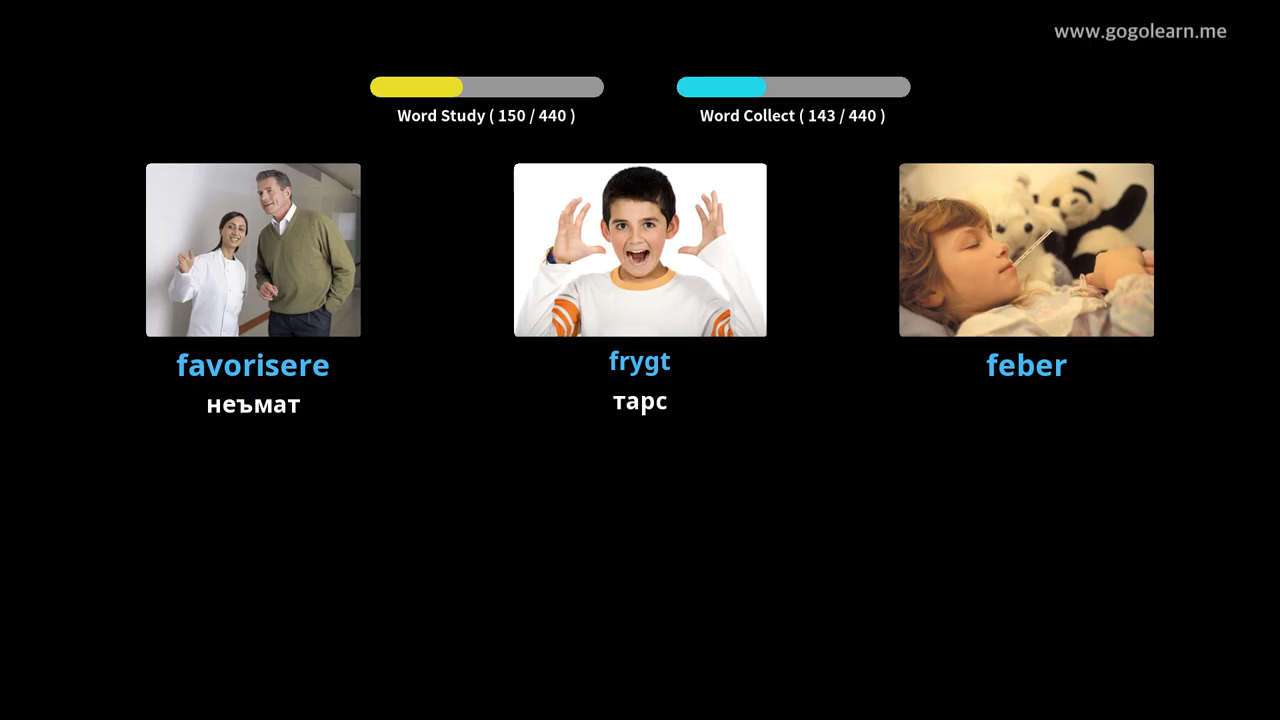 www.gogolearn.me
Word Study ( 150 / 440 )
Word Collect ( 143 / 440 )
favorisere
неъмат
frygt
тарс
feber